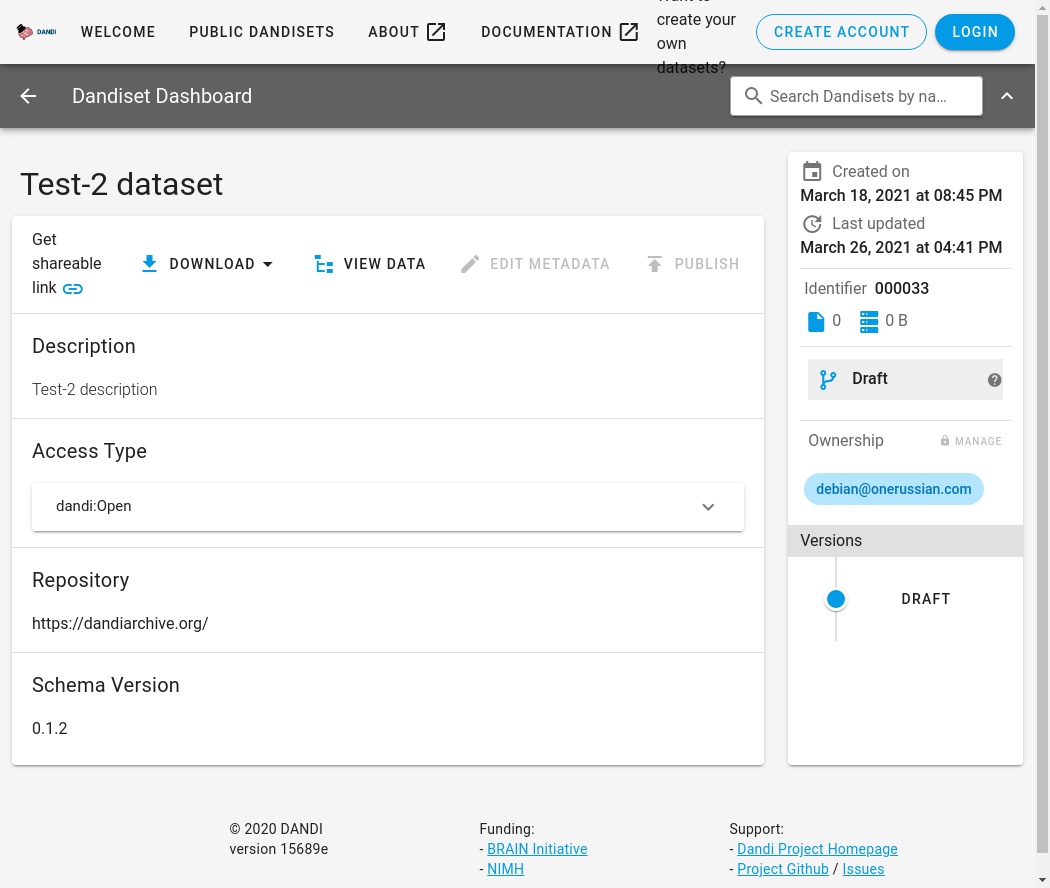 DANDI
WELCOME
PUBLIC DANDISETS
ABOUT
DOCUMENTATION
create your
own
datasets?
CREATE ACCOUNT
LOGIN
Dandiset Dashboard
Search Dandisets by na...
Test-2 dataset
Get
shareable
link
DOWNLOAD
VIEW DATA
EDIT METADATA
PUBLISH
Description
Test-2 description
Access Type
dandi:Open
Repository
https://dandiarchive.org/
Schema Version
0.1.2
Created on
March 18, 2021 at 08:45 PM
Last updated
March 26, 2021 at 04:41 PM
Identifier 000033
0 0 B
Draft
Ownership MANAGE
debian@onerussian.com
Versions
DRAFT
© 2020 DANDI
version 15689e
Funding:
- BRAIN Initiative
- NIMH
Support:
- Dandi Project Homepage
- Project Github / Issues